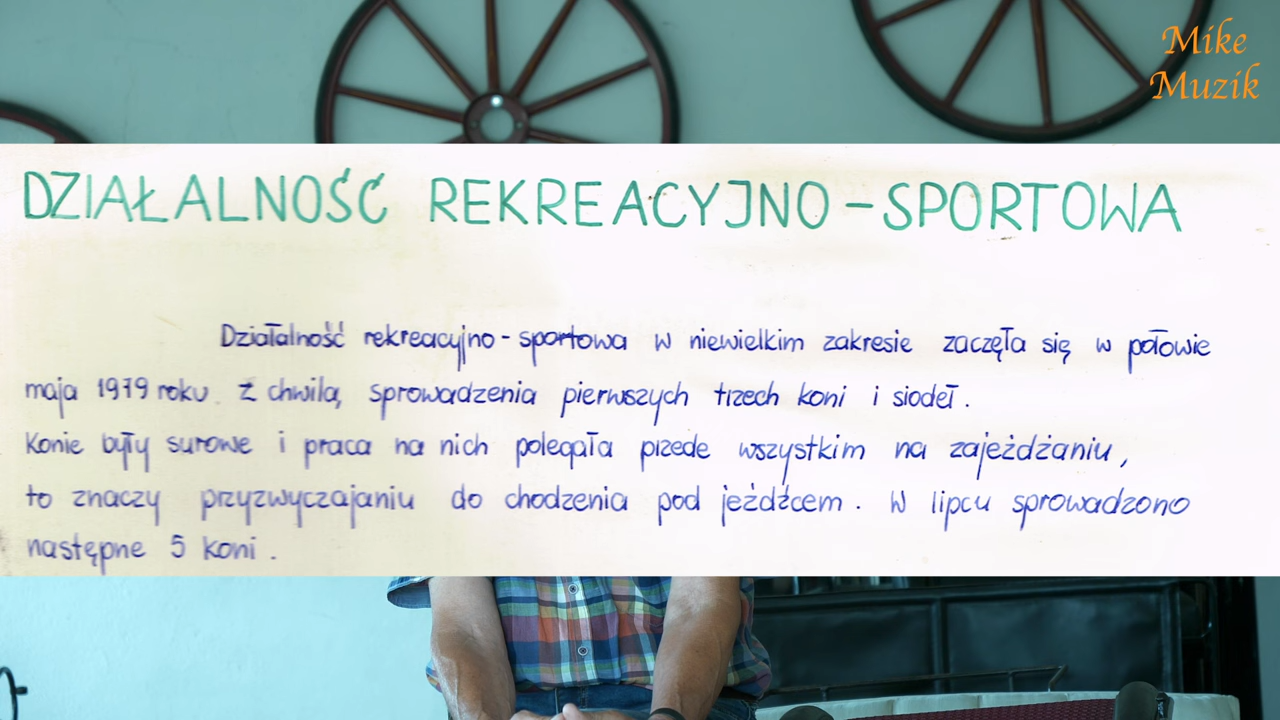 Mike
Muzik
DZIAŁALNOŚĆ REKREACYJNO-SPORTOWA
Działalność rekreacyjno-sportowa w niewielkim zakresie zaczęła się w połowie
maja 1979 roku z chwilą sprowadzenia pierwszych trzech koni i siodeł.
Konie były surowe i praca na nich polegała przede wszystkim na zajeżdżaniu,
to znaczy przyzwyczajaniu do chodzenia pod jeźdźcem. W lipcu sprowadzono
następne 5 koni.